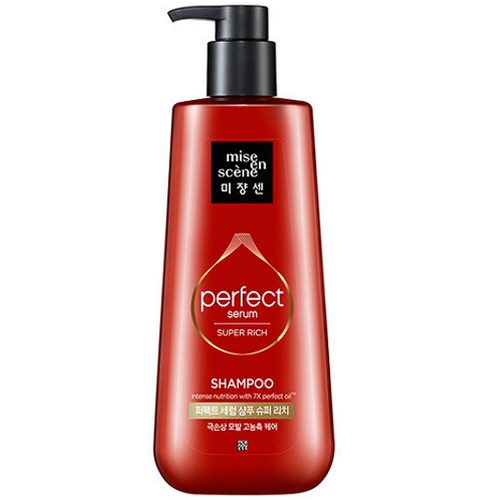 mise
en
scène
미쟝센
perfect
serum
SUPER RICH
SHAMPOO
intense nutrition with 7X perfect oil™
퍼펙트 세럼 샴푸 슈퍼 리치
극손상 모발 고농축 케어